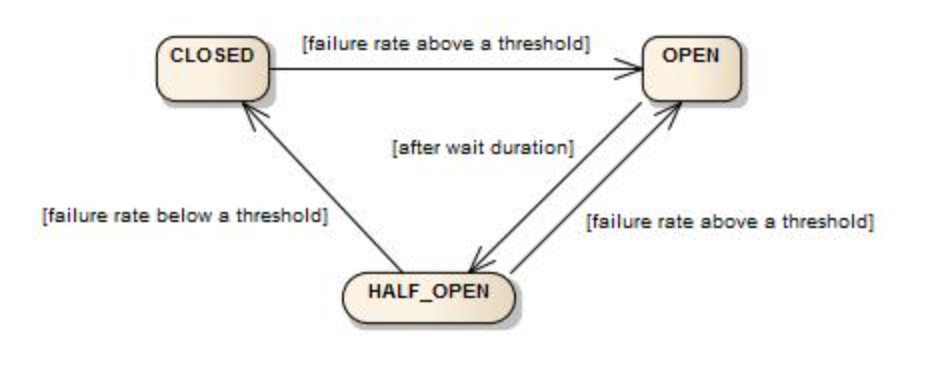 [failure rate above a threshold]
CLOSED
OPEN
[after wait duration]
[failure rate below a threshold]
[failure rate above a threshold]
HALF_OPEN